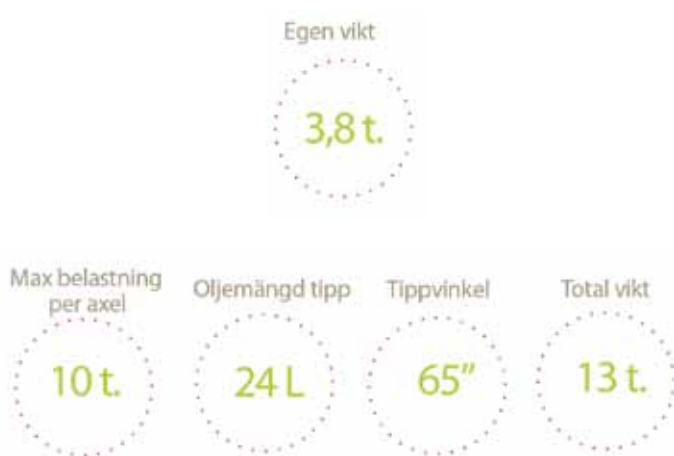 Egen vikt
3,8 t.
Max belastning
per axel
10 t.
Oljemängd tipp
24 L
Tippvinkel
65”
Total vikt
13 t.